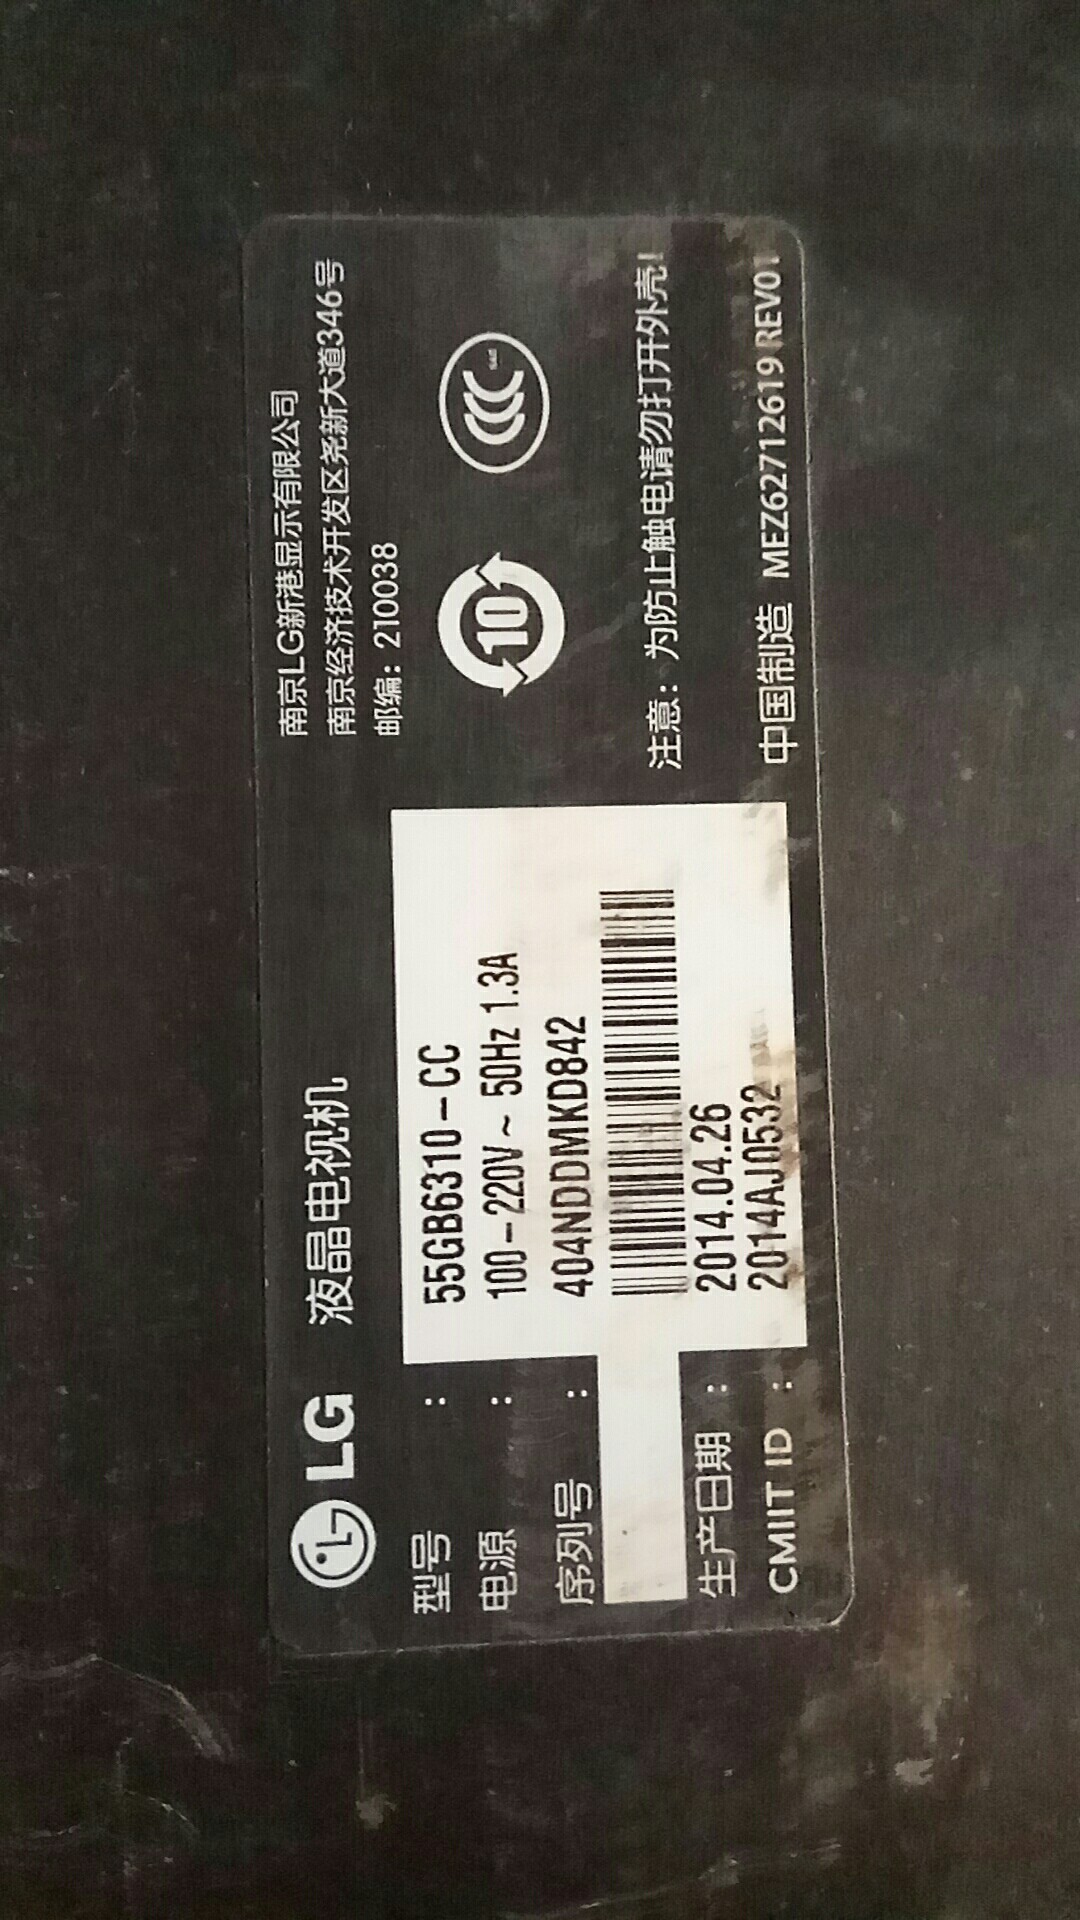 LG 液晶电视机
型号 : 55GB6310-CC
电源 : 100-220V~ 50Hz 1.3A
序列号 : 404NDDMKD842
生产日期 : 2014.04.26
CMIIT ID : 2014AJ0532
南京LG新港显示有限公司
南京经济技术开发区尧新大道346号
邮编: 210038
10
CCC
S&E
注意: 为防止触电请勿打开外壳!
中国制造 MEZ62712619 REV01